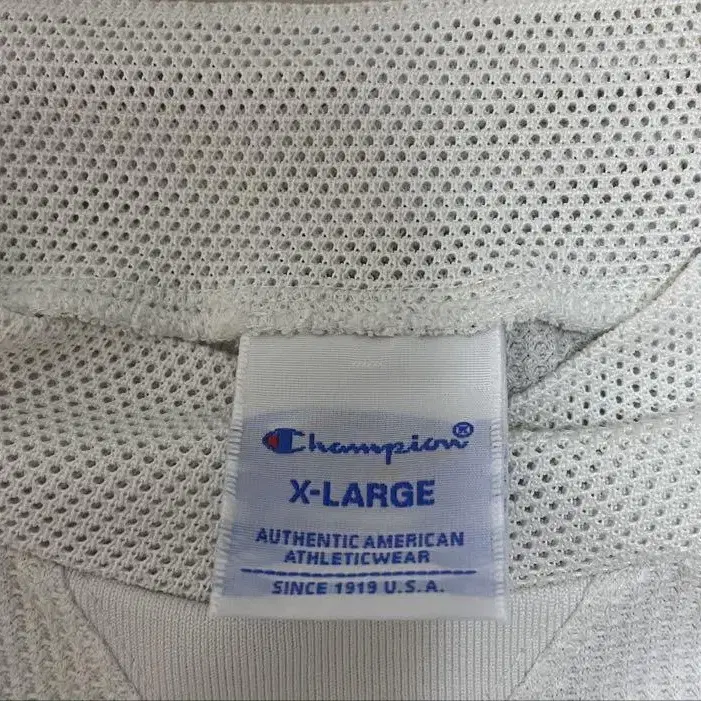 Champion®
X-LARGE
AUTHENTIC AMERICAN
ATHLETICWEAR
SINCE 1919 U.S.A.